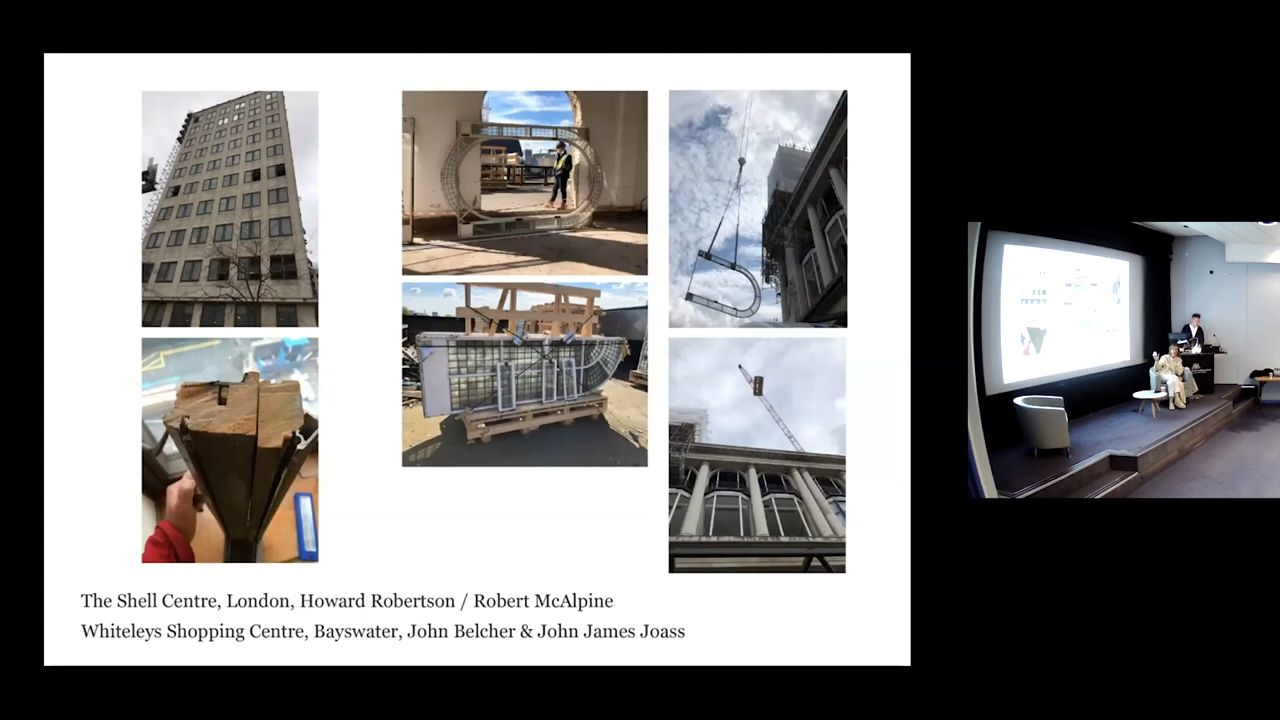 The Shell Centre, London, Howard Robertson / Robert McAlpine
Whiteleys Shopping Centre, Bayswater, John Belcher & John James Joass